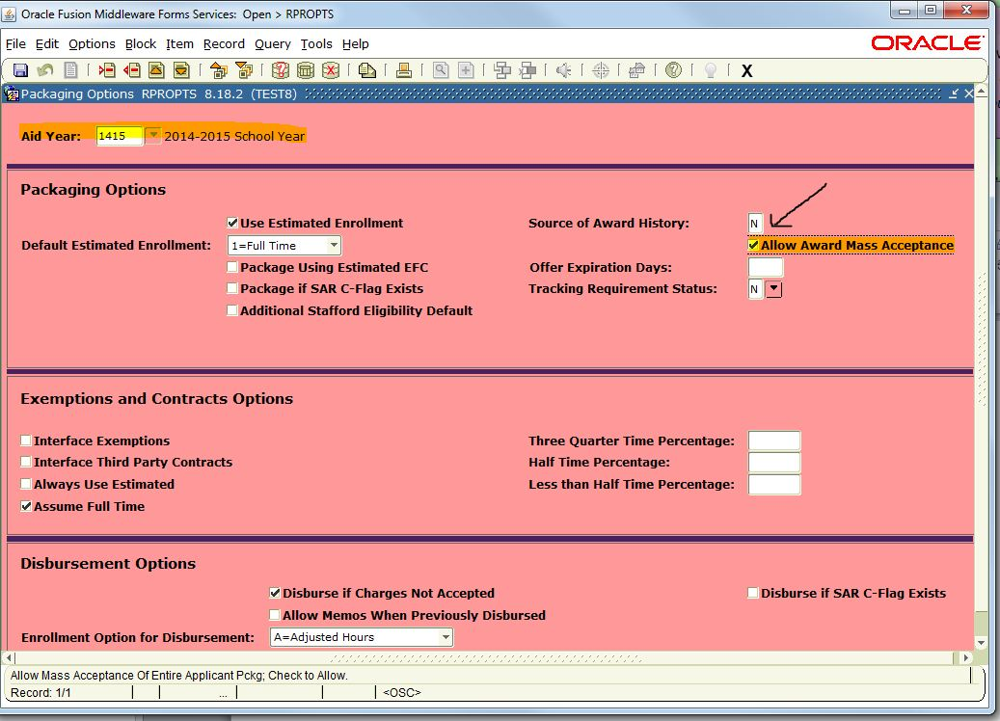 Oracle Fusion Middleware Forms Services: Open > RPROPTS
File Edit Options Block Item Record Query Tools Help
ORACLE
X
Packaging Options RPROPTS 8.18.2 (TEST8)
Aid Year: 1415 2014-2015 School Year
Packaging Options
Use Estimated Enrollment Source of Award History: N
Default Estimated Enrollment: 1=Full Time Allow Award Mass Acceptance
Package Using Estimated EFC Offer Expiration Days:
Package if SAR C-Flag Exists Tracking Requirement Status: N
Additional Stafford Eligibility Default
Exemptions and Contracts Options
Interface Exemptions Three Quarter Time Percentage:
Interface Third Party Contracts Half Time Percentage:
Always Use Estimated Less than Half Time Percentage:
Assume Full Time
Disbursement Options
Disburse if Charges Not Accepted Disburse if SAR C-Flag Exists
Allow Memos When Previously Disbursed
Enrollment Option for Disbursement: A=Adjusted Hours
Allow Mass Acceptance Of Entire Applicant Pckg; Check to Allow.
Record: 1/1 ... <OSC>